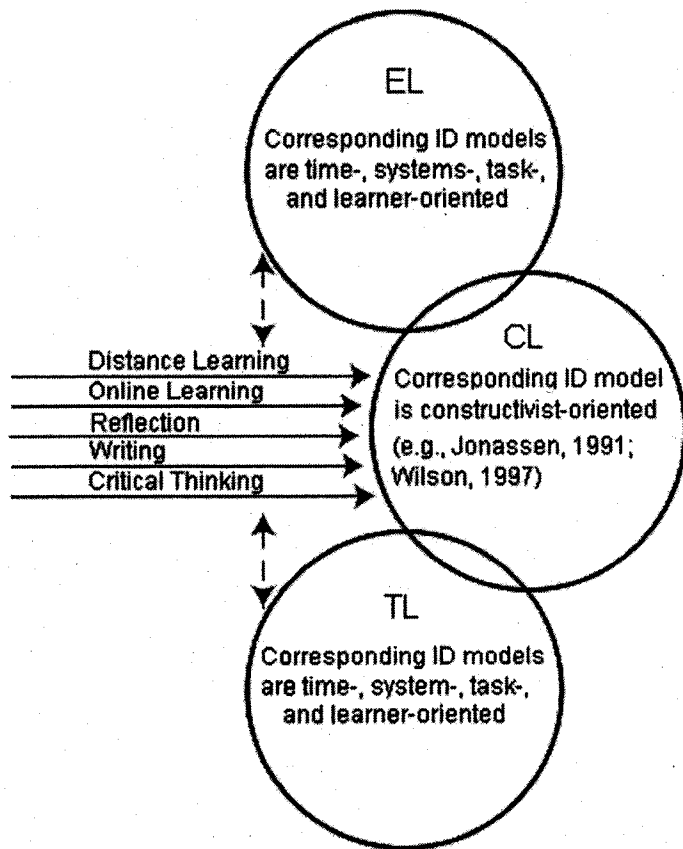 EL
Corresponding ID models
are time-, systems-, task-,
and learner-oriented
Distance Learning
Online Learning
Reflection
Writing
Critical Thinking
CL
Corresponding ID model
is constructivist-oriented
(e.g., Jonassen, 1991;
Wilson, 1997)
TL
Corresponding ID models
are time-, system-, task-,
and learner-oriented